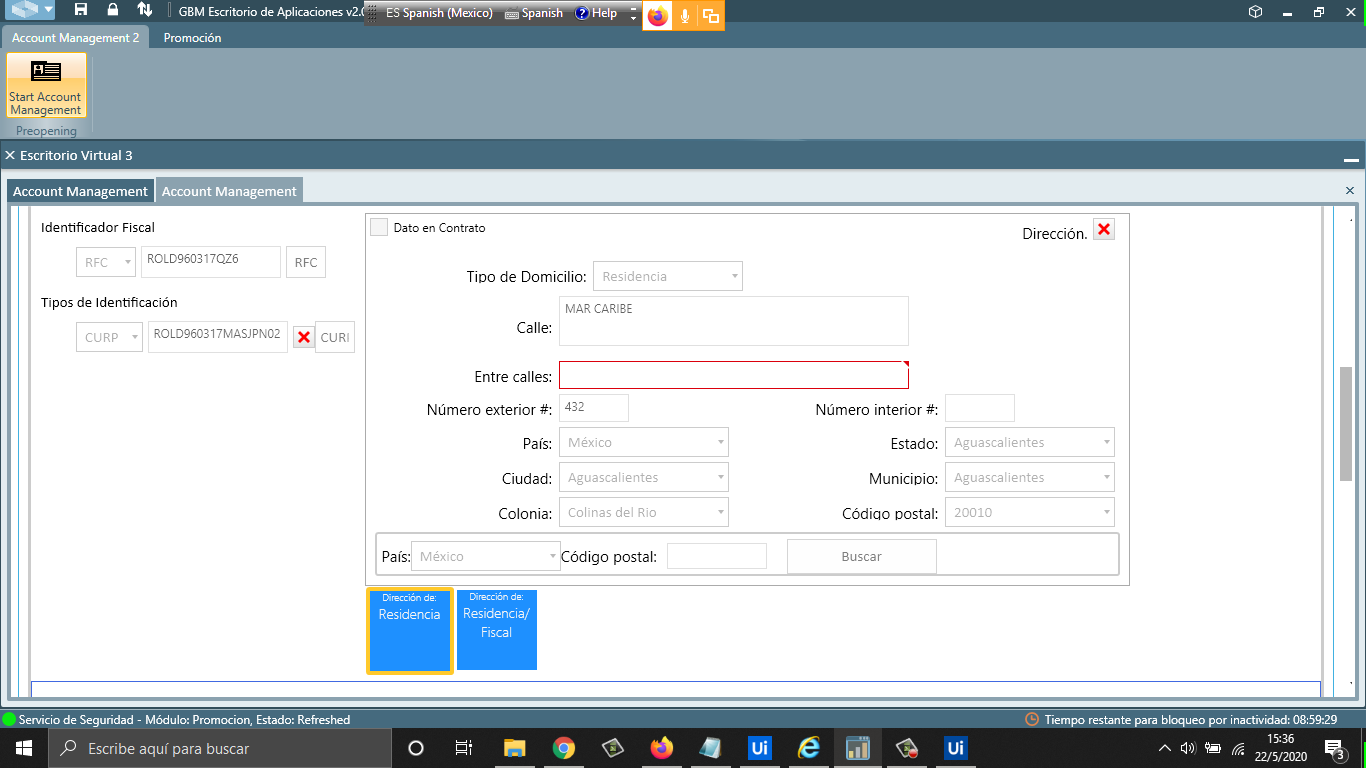 GBM Escritorio de Aplicaciones v2.0
ES Spanish (Mexico) Spanish Help
Account Management 2 Promoción
Start Account
Management
Preopening
Escritorio Virtual 3
Account Management Account Management
Identificador Fiscal
RFC ROLD960317QZ6 RFC
Tipos de Identificación
CURP ROLD960317MASJPN02 CURI
Dato en Contrato
Dirección.
Tipo de Domicilio: Residencia
Calle: MAR CARIBE
Entre calles:
Número exterior #: 432 Número interior #:
País: México Estado: Aguascalientes
Ciudad: Aguascalientes Municipio: Aguascalientes
Colonia: Colinas del Rio Código postal: 20010
País: México Código postal: Buscar
Dirección de:
Residencia
Dirección de:
Residencia/
Fiscal
Servicio de Seguridad - Módulo: Promocion, Estado: Refreshed Tiempo restante para bloqueo por inactividad: 08:59:29
Escribe aquí para buscar
Ui
Ui
15:36
22/5/2020
3